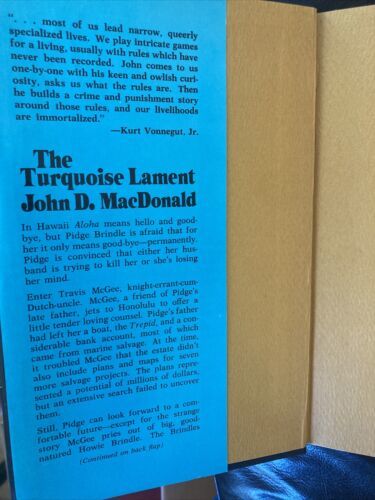 ". . . most of us lead narrow, queerly
specialized lives. We play intricate games
for a living, usually with rules which have
never been recorded. John comes to us
one-by-one with his keen and owlish curi-
osity, asks us what the rules are. Then
he builds a crime and punishment story
around those rules, and our livelihoods
are immortalized."
—Kurt Vonnegut, Jr.
The
Turquoise Lament
John D. MacDonald
In Hawaii Aloha means hello and good-
bye, but Pidge Brindle is afraid that for
her it only means good-bye—permanently.
Pidge is convinced that either her hus-
band is trying to kill her or she's losing
her mind.
Enter Travis McGee, knight-errant-cum-
Dutch-uncle. McGee, a friend of Pidge's
late father, jets to Honolulu to offer a
little tender loving counsel. Pidge's father
had left her a boat, the Trepid, and a con-
siderable bank account, most of which
came from marine salvage. At the time,
it troubled McGee that the estate didn't
also include plans and maps for seven
more salvage projects. The plans repre-
sented a potential of millions of dollars,
but an extensive search failed to uncover
them.
Still, Pidge can look forward to a com-
fortable future—except for the strange
story McGee pries out of big, good-
natured Howie Brindle. The Brindles
(Continued on back flap)